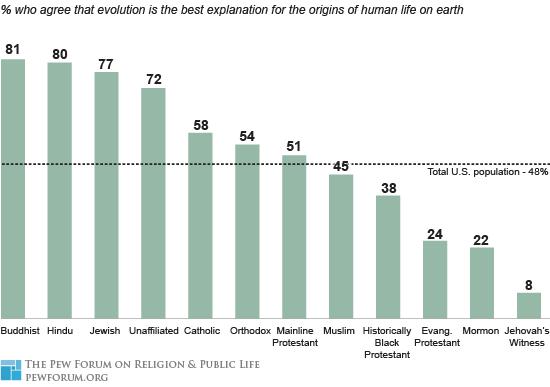 % who agree that evolution is the best explanation for the origins of human life on earth
81
80
77
72
58
54
51
45
38
24
22
8
Total U.S. population - 48%
Buddhist
Hindu
Jewish
Unaffiliated
Catholic
Orthodox
Mainline
Protestant
Muslim
Historically
Black
Protestant
Evang.
Protestant
Mormon
Jehovah's
Witness
The Pew Forum on Religion & Public Life
pewforum.org